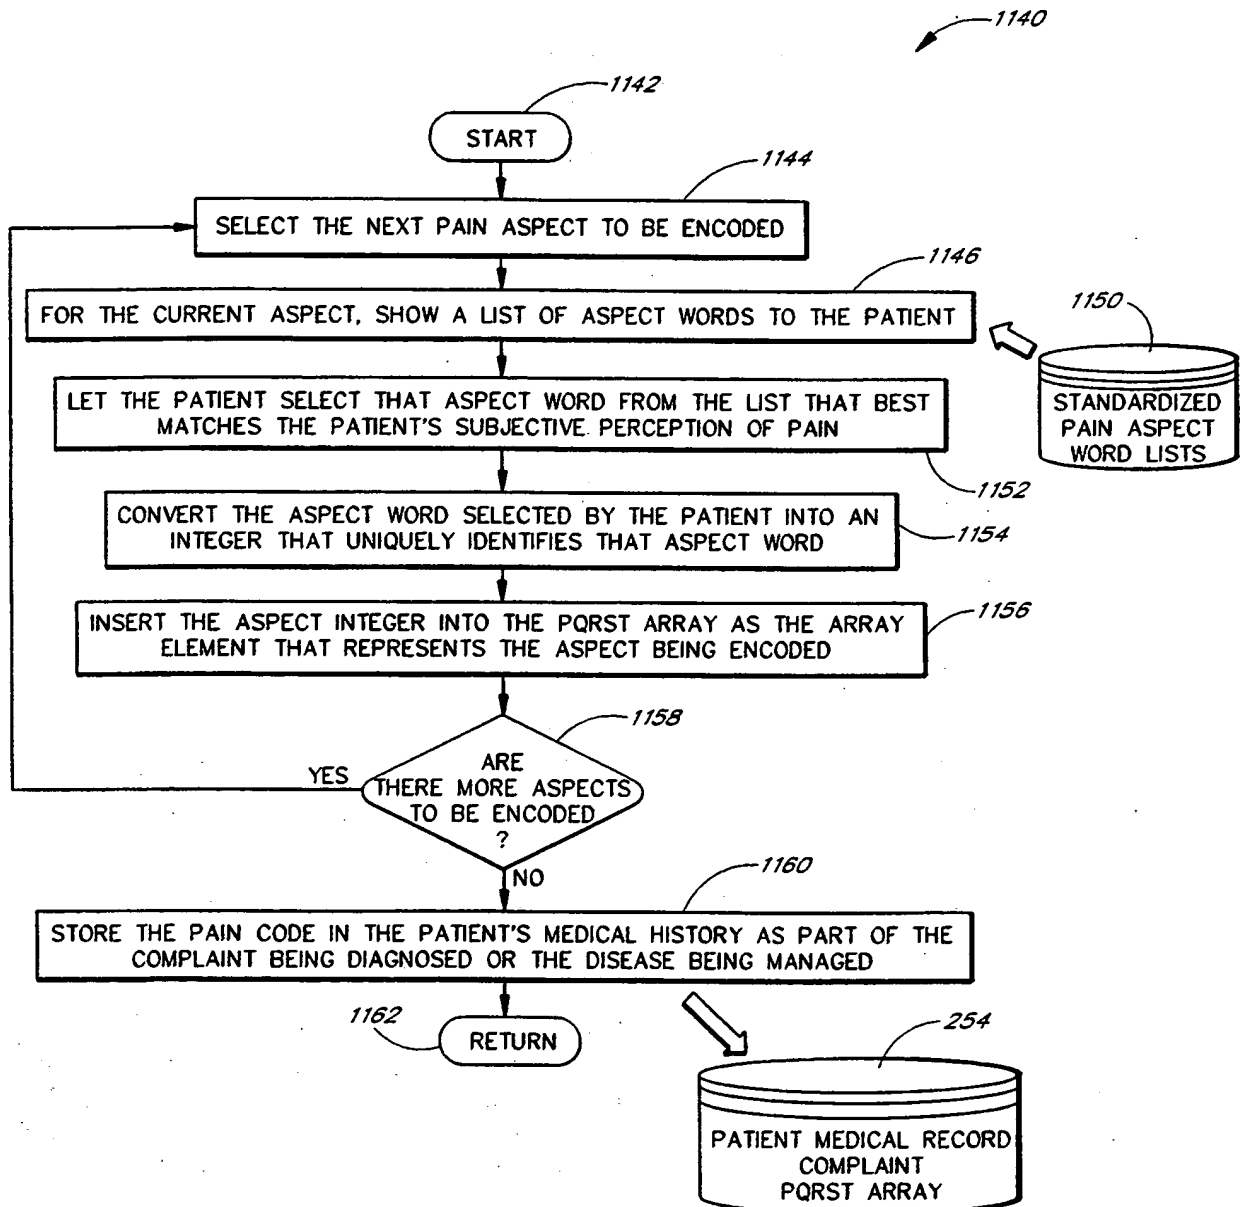 1140
1142
START
1144
SELECT THE NEXT PAIN ASPECT TO BE ENCODED
1146
FOR THE CURRENT ASPECT, SHOW A LIST OF ASPECT WORDS TO THE PATIENT
1150
STANDARDIZED
PAIN ASPECT
WORD LISTS
LET THE PATIENT SELECT THAT ASPECT WORD FROM THE LIST THAT BEST
MATCHES THE PATIENT'S SUBJECTIVE PERCEPTION OF PAIN
1152
CONVERT THE ASPECT WORD SELECTED BY THE PATIENT INTO AN
INTEGER THAT UNIQUELY IDENTIFIES THAT ASPECT WORD
1154
INSERT THE ASPECT INTEGER INTO THE PQRST ARRAY AS THE ARRAY
ELEMENT THAT REPRESENTS THE ASPECT BEING ENCODED
1156
1158
ARE
THERE MORE ASPECTS
TO BE ENCODED
?
YES
NO
1160
STORE THE PAIN CODE IN THE PATIENT'S MEDICAL HISTORY AS PART OF THE
COMPLAINT BEING DIAGNOSED OR THE DISEASE BEING MANAGED
1162
RETURN
254
PATIENT MEDICAL RECORD
COMPLAINT
PQRST ARRAY